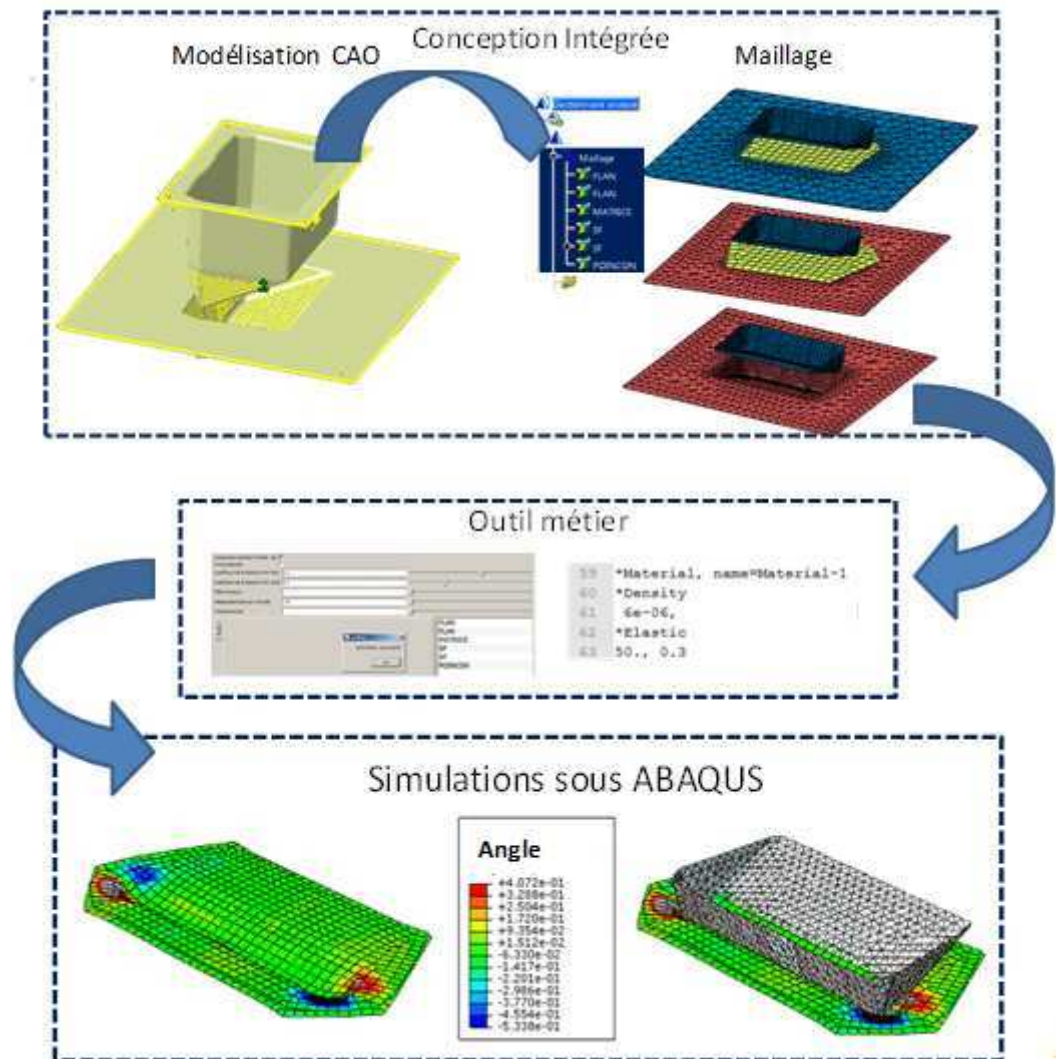 Conception Intégrée
Modélisation CAO
Maillage
Maillage
FLAN
FLAN
MATRICE
SF
SF
POINCON
Outil métier
FLAN
FLAN
MATRICE
SF
SF
POINCON
59 *Material, name=Material-1
60 *Density
61 6e-06,
62 *Elastic
63 50., 0.3
Simulations sous ABAQUS
Angle
+4.072e-01
+3.288e-01
+2.504e-01
+1.720e-01
+9.354e-02
+1.512e-02
-6.330e-02
-1.417e-01
-2.201e-01
-2.986e-01
-3.770e-01
-4.554e-01
-5.338e-01